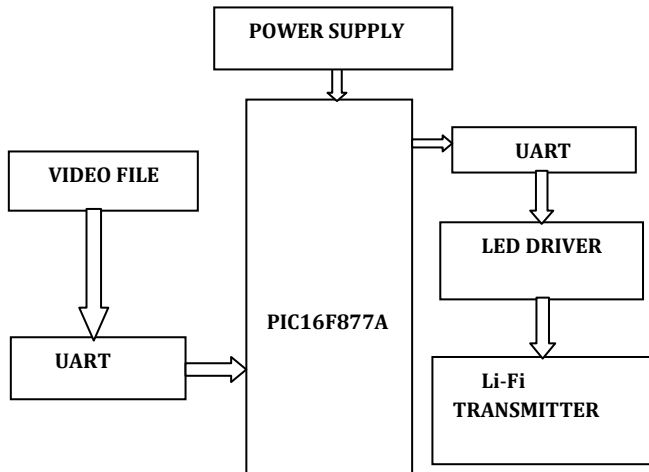 POWER SUPPLY
VIDEO FILE
UART
PIC16F877A
UART
LED DRIVER
Li-Fi
TRANSMITTER